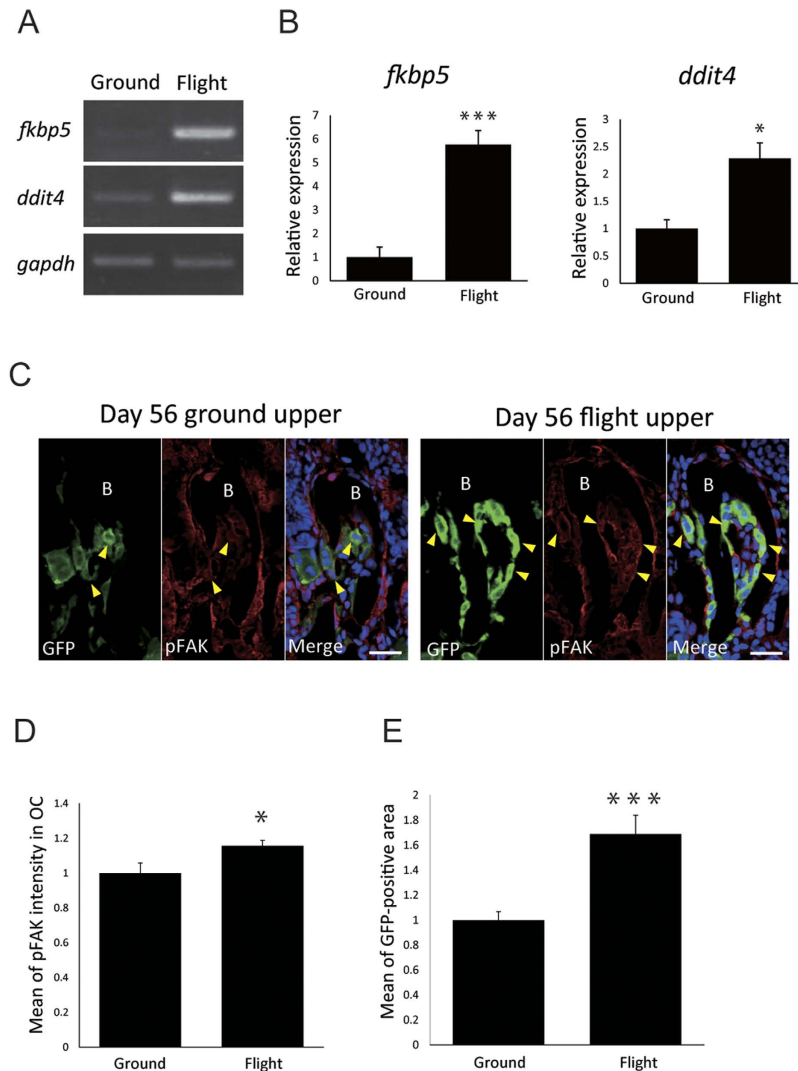 A
Ground Flight
fkbp5
ddit4
gapdh
B
fkbp5
Relative expression
7
6
5
4
3
2
1
0
***
Ground Flight
ddit4
Relative expression
3
2.5
2
1.5
1
0.5
0
*
Ground Flight
C
Day 56 ground upper
B B B
GFP pFAK Merge
Day 56 flight upper
B B B
GFP pFAK Merge
D
Mean of pFAK intensity in OC
1.4
1.2
1
0.8
0.6
0.4
0.2
0
*
Ground Flight
E
Mean of GFP-positive area
2
1.8
1.6
1.4
1.2
1
0.8
0.6
0.4
0.2
0
***
Ground Flight